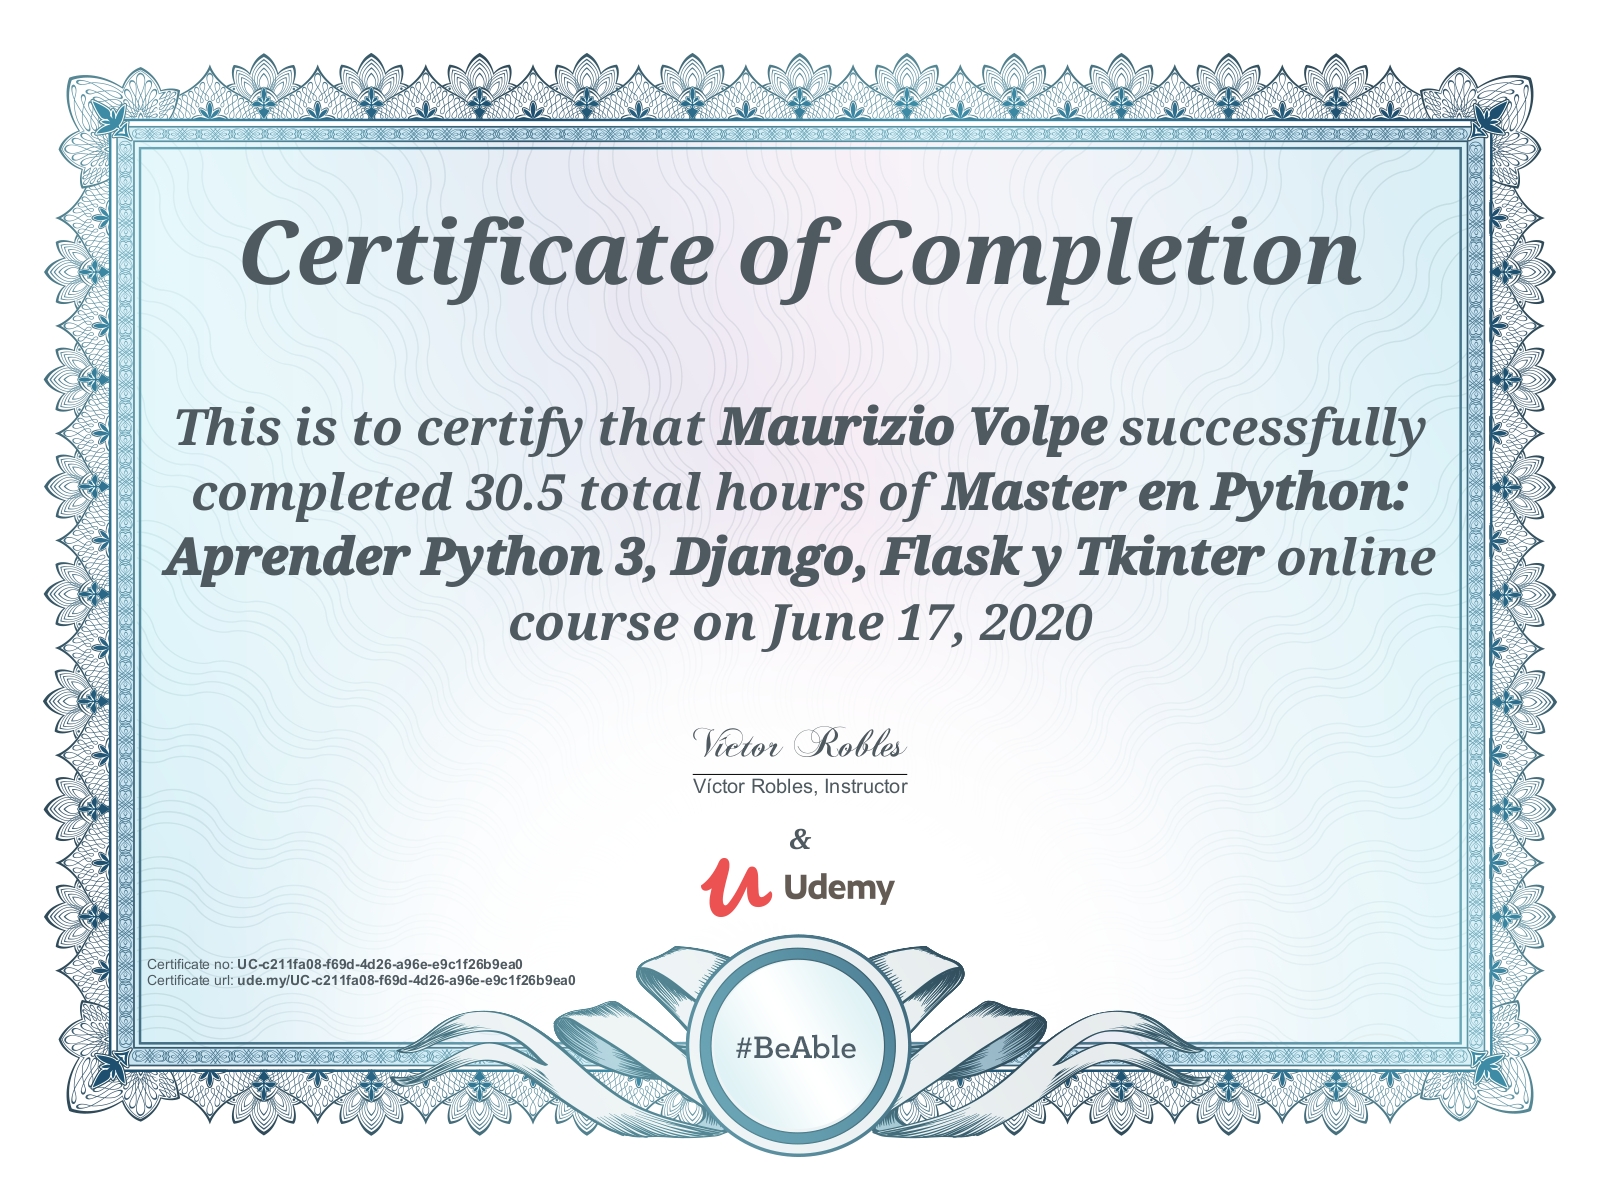 Certificate of Completion
This is to certify that Maurizio Volpe successfully
completed 30.5 total hours of Master en Python:
Aprender Python 3, Django, Flask y Tkinter online
course on June 17, 2020
Víctor Robles
Víctor Robles, Instructor
&
Udemy
Certificate no: UC-c211fa08-f69d-4d26-a96e-e9c1f26b9ea0
Certificate url: ude.my/UC-c211fa08-f69d-4d26-a96e-e9c1f26b9ea0
#BeAble